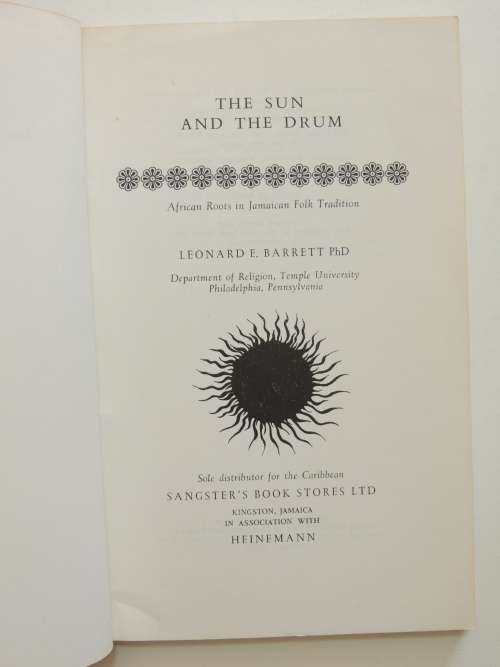 THE SUN
AND THE DRUM
African Roots in Jamaican Folk Tradition
LEONARD E. BARRETT PhD
Department of Religion, Temple University
Philadelphia, Pennsylvania
Sole distributor for the Caribbean
SANGSTER'S BOOK STORES LTD
KINGSTON, JAMAICA
IN ASSOCIATION WITH
HEINEMANN